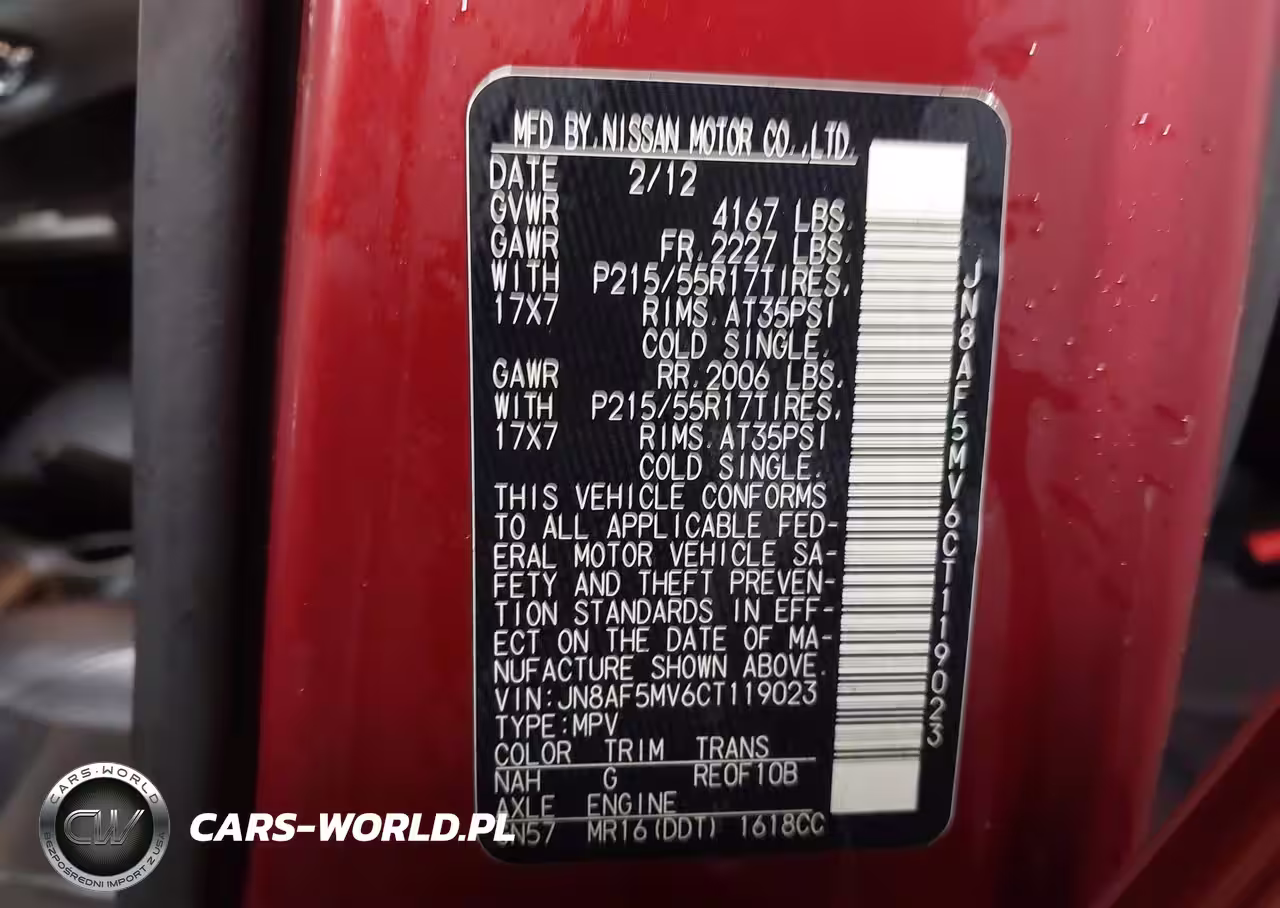 MFD BY.NISSAN MOTOR CO.,LTD.
DATE 2/12
GVWR 4167 LBS.
GAWR FR.2227 LBS.
WITH P215/55R17TIRES.
17X7 RIMS.AT35PSI
COLD SINGLE.
GAWR RR.2006 LBS.
WITH P215/55R17TIRES.
17X7 RIMS.AT35PSI
COLD SINGLE.
THIS VEHICLE CONFORMS
TO ALL APPLICABLE FED-
ERAL MOTOR VEHICLE SA-
FETY AND THEFT PREVEN-
TION STANDARDS IN EFF-
ECT ON THE DATE OF MA-
NUFACTURE SHOWN ABOVE.
VIN:JN8AF5MV6CT119023
TYPE:MPV
COLOR TRIM TRANS
NAH G RE0F10B
AXLE ENGINE
GN57 MR16(DDT) 1618CC
JN8AF5MV6CT119023
CARS-WORLD
CW
BEZPOŚREDNI IMPORT Z USA
CARS-WORLD.PL